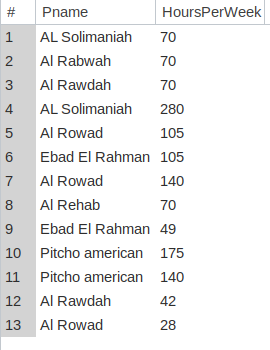 # Pname HoursPerWeek
1 AL Solimaniah 70
2 Al Rabwah 70
3 Al Rawdah 70
4 AL Solimaniah 280
5 Al Rowad 105
6 Ebad El Rahman 105
7 Al Rowad 140
8 Al Rehab 70
9 Ebad El Rahman 49
10 Pitcho american 175
11 Pitcho american 140
12 Al Rawdah 42
13 Al Rowad 28